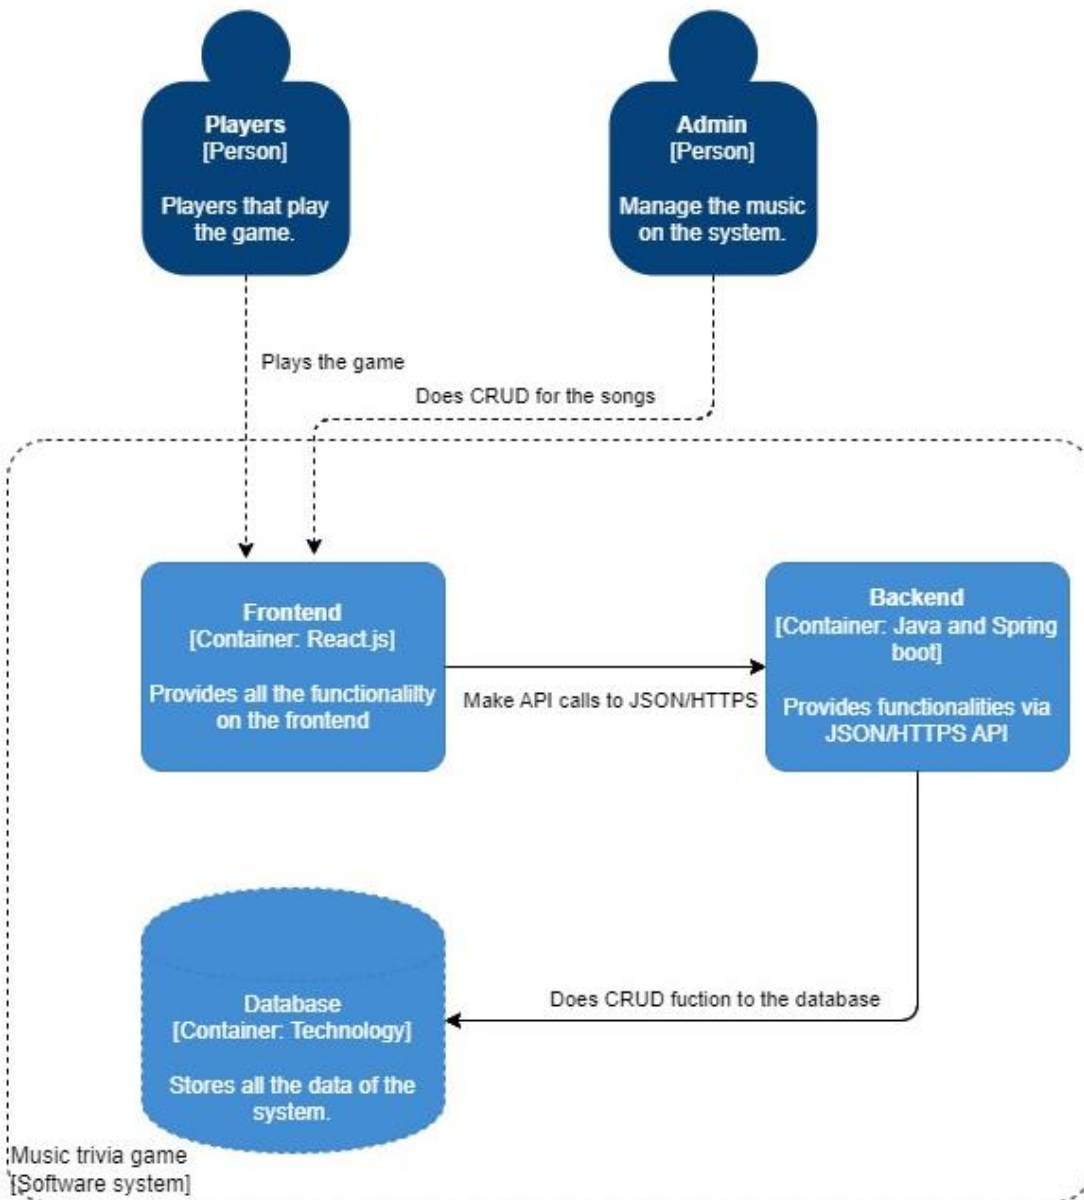 Players
[Person]
Players that play
the game.
Admin
[Person]
Manage the music
on the system.
Plays the game
Does CRUD for the songs
Frontend
[Container: React.js]
Provides all the functionalilty
on the frontend
Make API calls to JSON/HTTPS
Backend
[Container: Java and Spring
boot]
Provides functionalities via
JSON/HTTPS API
Database
[Container: Technology]
Stores all the data of the
system.
Does CRUD fuction to the database
Music trivia game
[Software system]